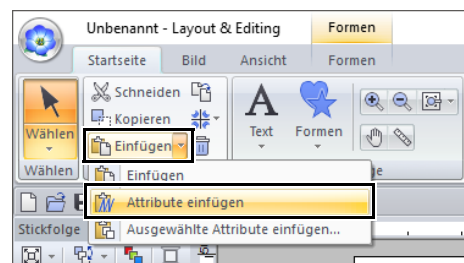 Unbenannt - Layout & Editing Formen
Startseite Bild Ansicht Formen
Schneiden
Kopieren
Wählen Einfügen Text Formen
Wählen Einfügen
Attribute einfügen
Stickfolge Ausgewählte Attribute einfügen...